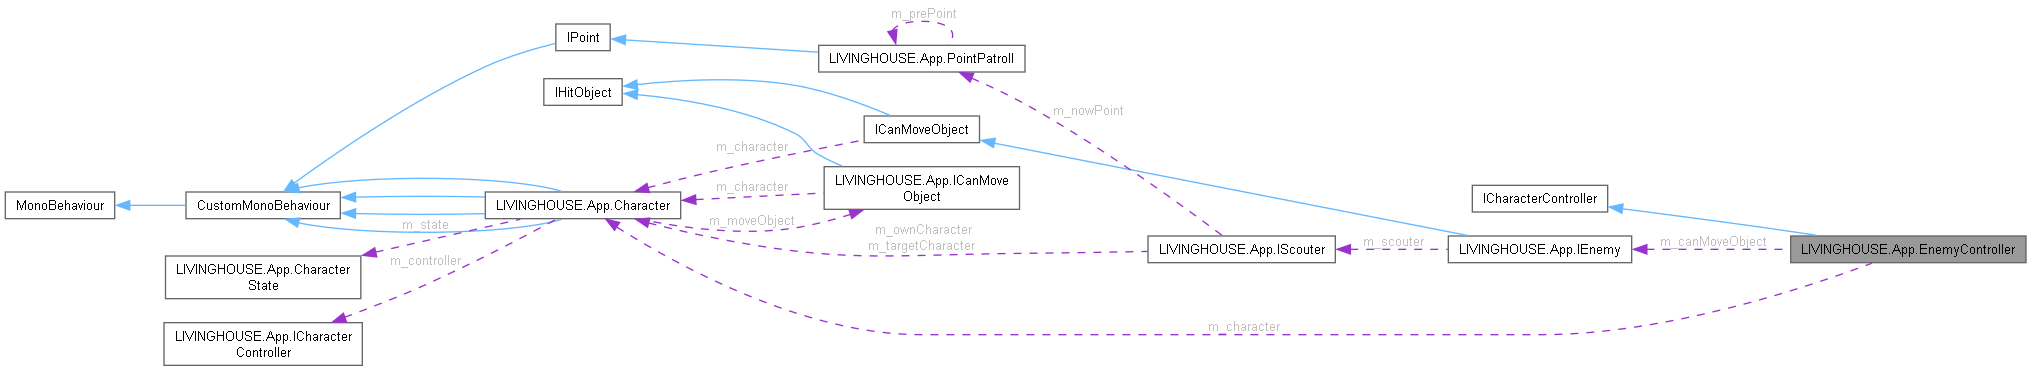 m_prePoint
IPoint
LIVINGHOUSE.App.PointPatroll
IHitObject
m_nowPoint
ICanMoveObject
m_character
LIVINGHOUSE.App.ICanMove
Object
m_character
MonoBehaviour
CustomMonoBehaviour
LIVINGHOUSE.App.Character
ICharacterController
m_state
m_moveObject
m_ownCharacter
m_targetCharacter
LIVINGHOUSE.App.IScouter
m_scouter
LIVINGHOUSE.App.IEnemy
m_canMoveObject
LIVINGHOUSE.App.EnemyController
m_controller
LIVINGHOUSE.App.Character
State
m_character
LIVINGHOUSE.App.ICharacter
Controller